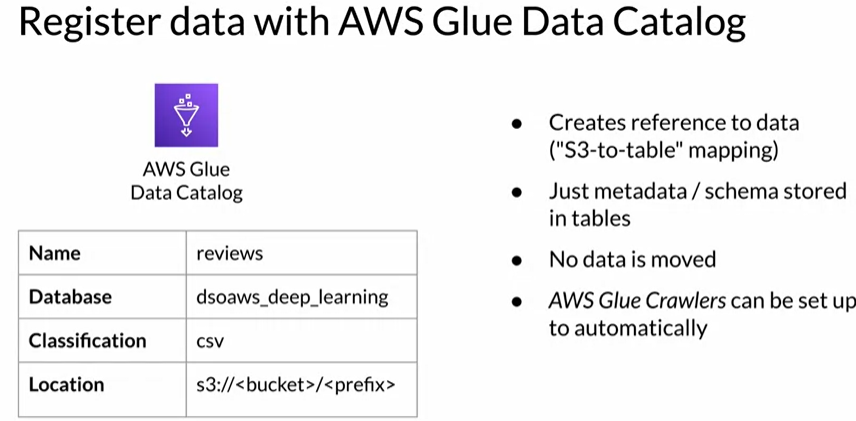 Register data with AWS Glue Data Catalog
AWS Glue
Data Catalog
Name reviews
Database dsoaws_deep_learning
Classification csv
Location s3://<bucket>/<prefix>
● Creates reference to data
("S3-to-table" mapping)
● Just metadata / schema stored
in tables
● No data is moved
● AWS Glue Crawlers can be set up
to automatically